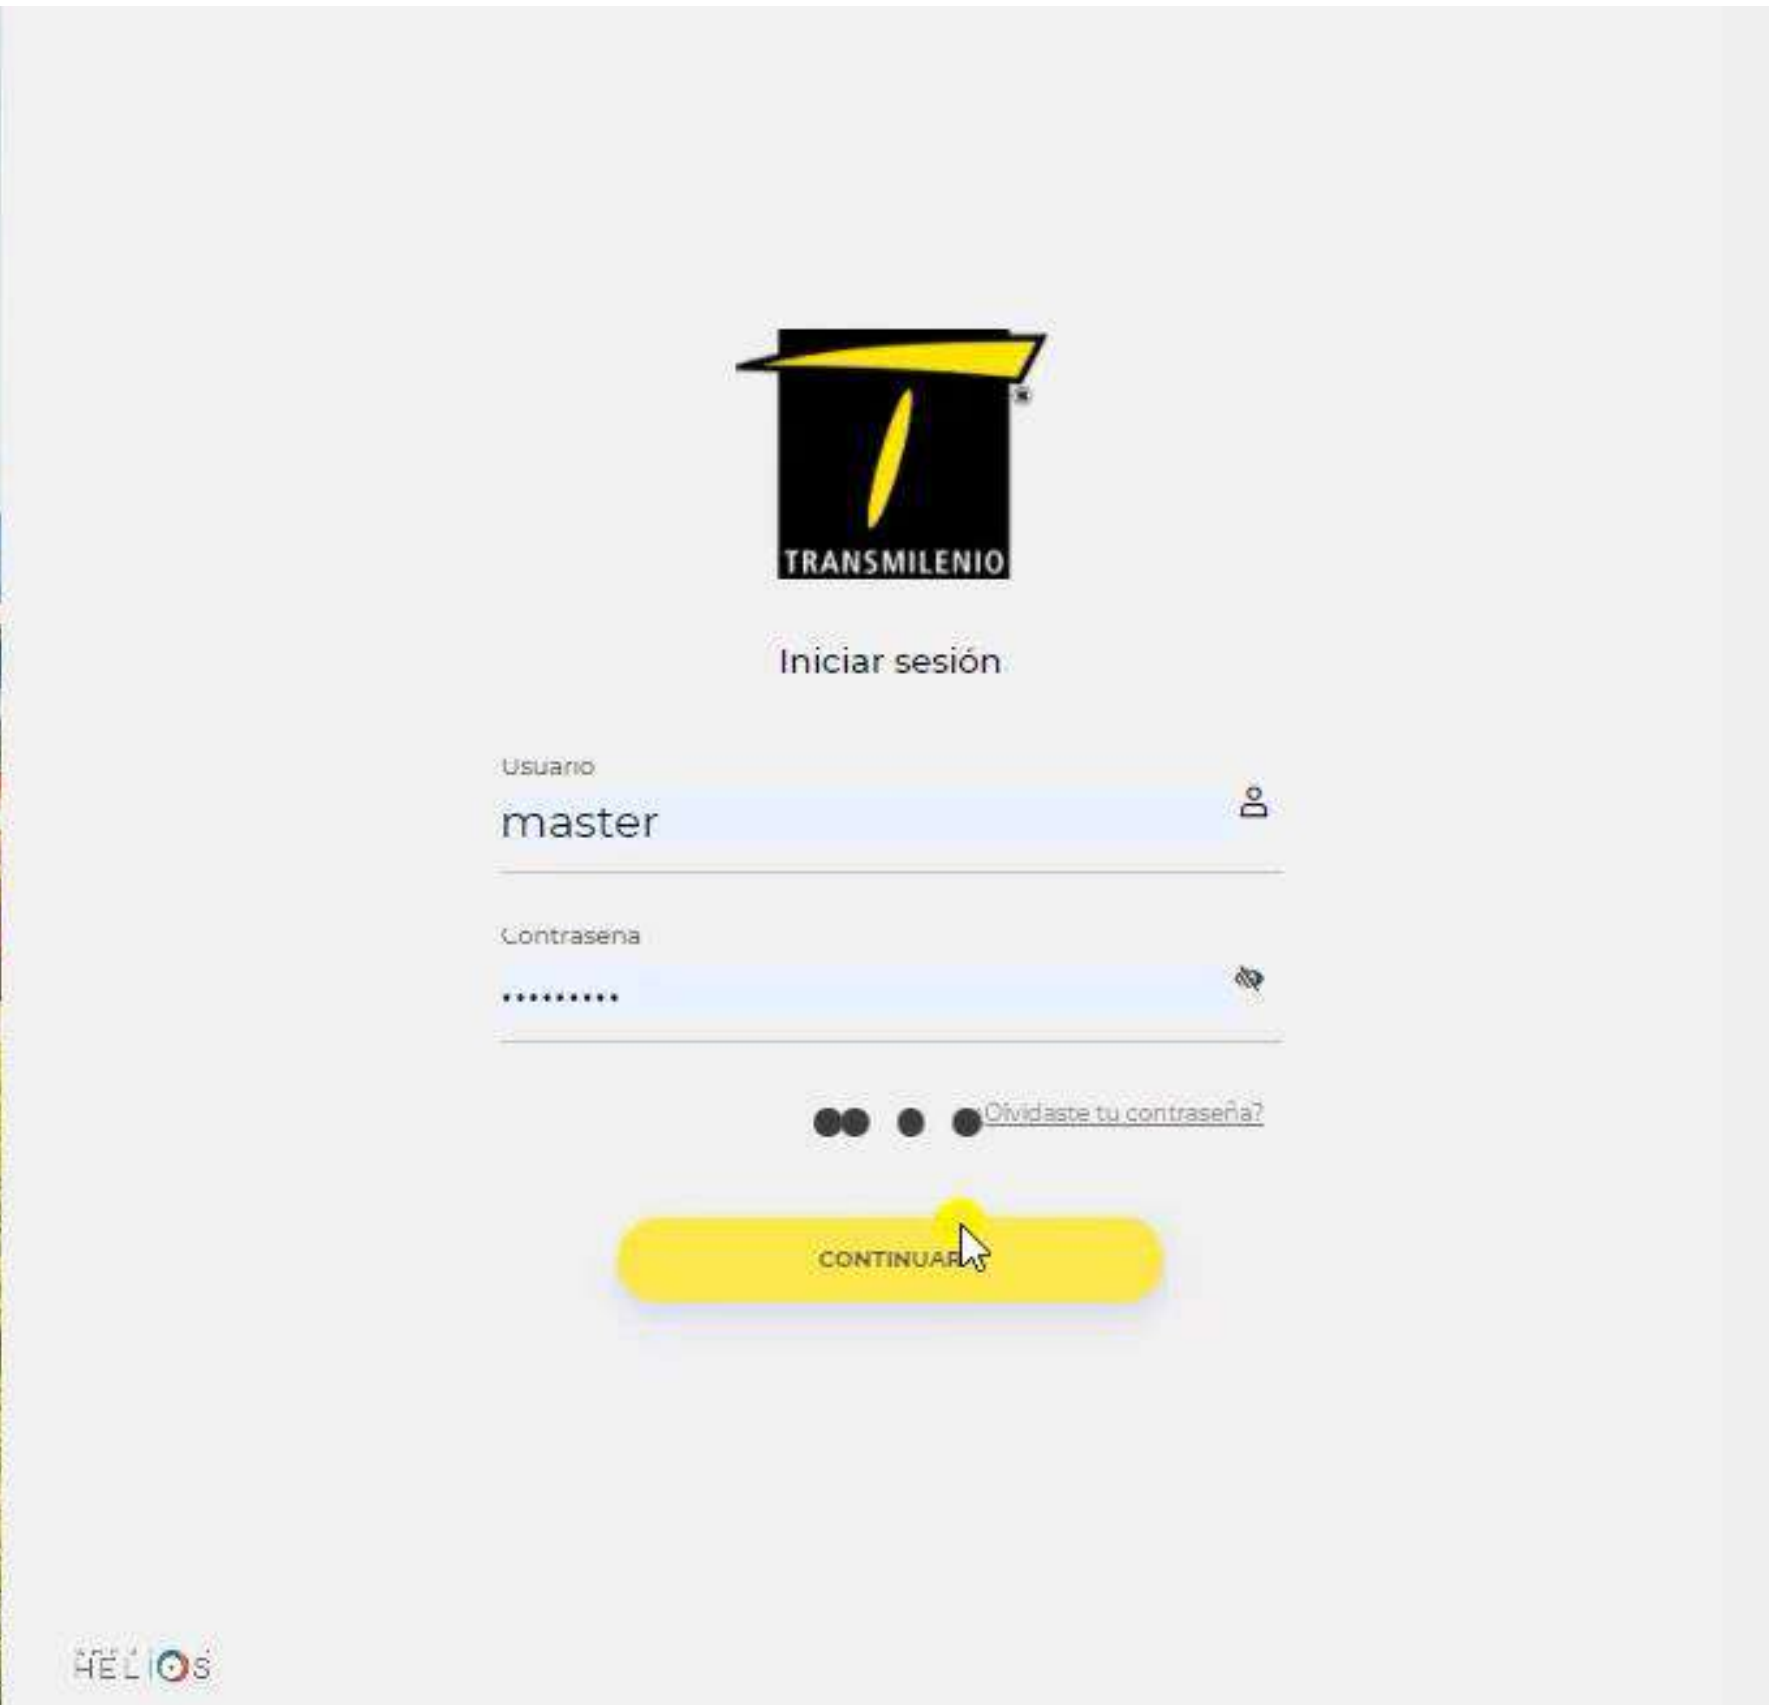 TRANSMILENIO
Iniciar sesión
Usuario
master
Contraseña
•••••••••
Olvidaste tu contraseña?
CONTINUAR
HELIOS